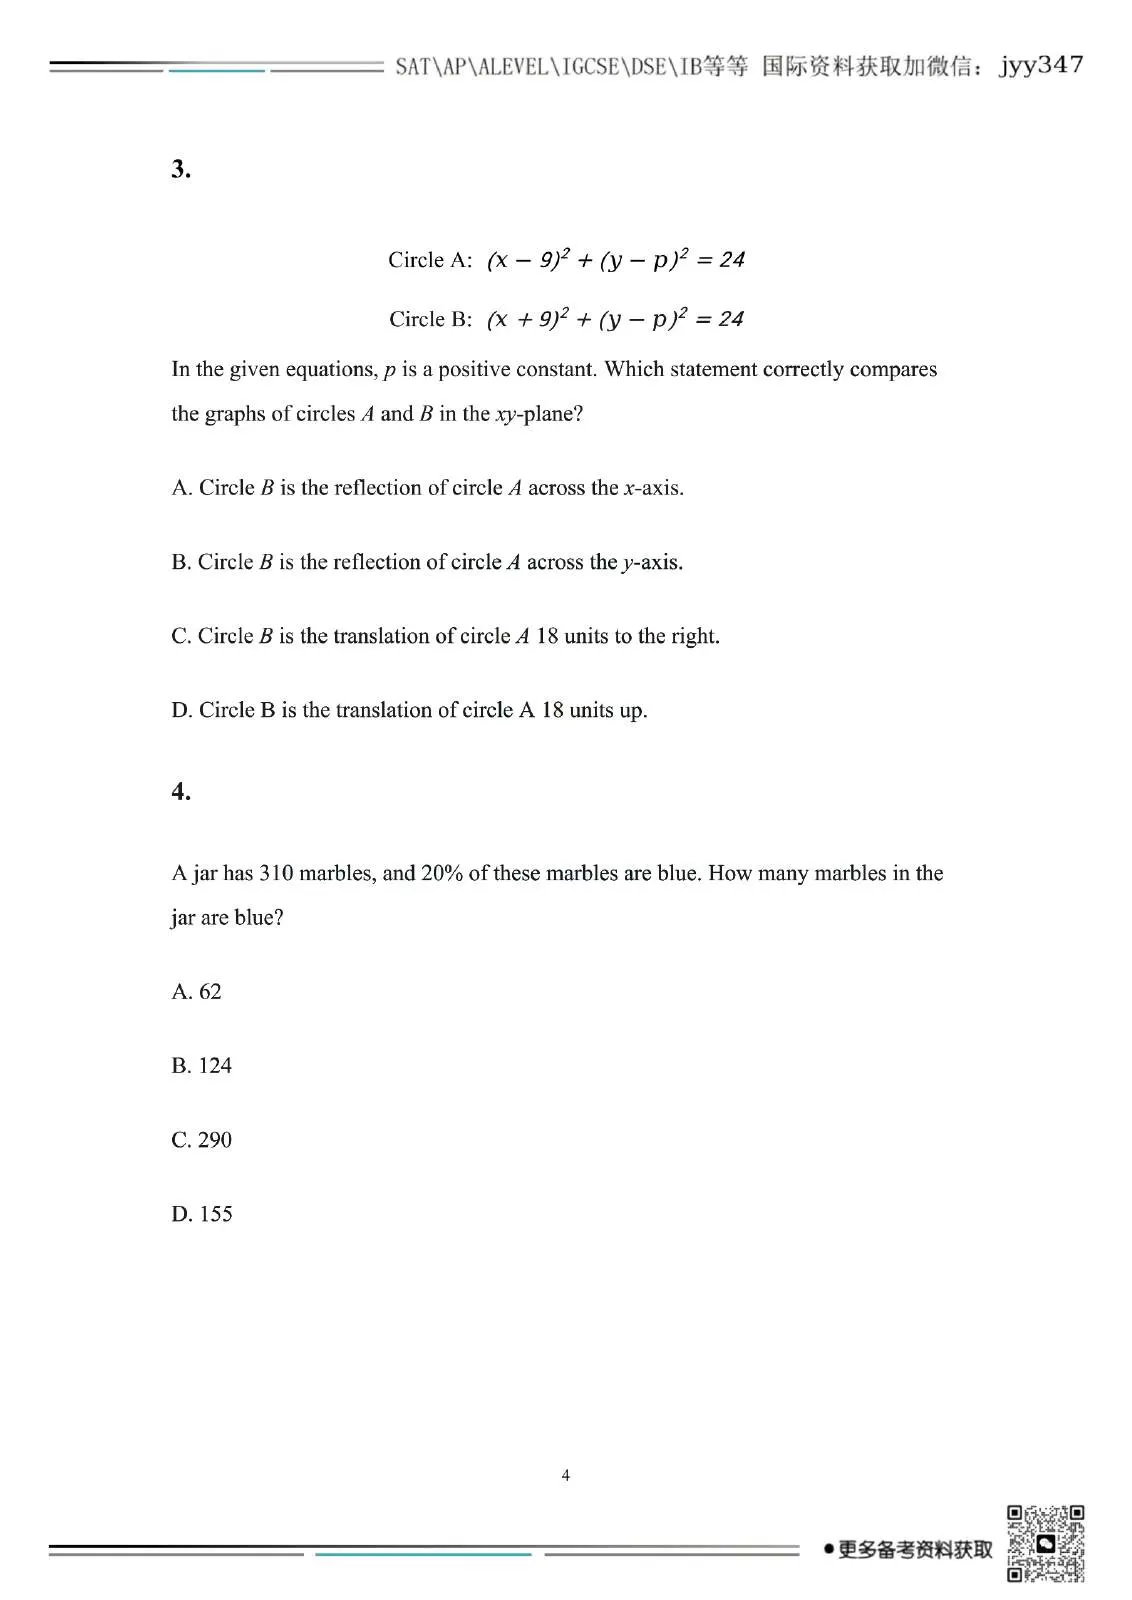 SAT\AP\ALEVEL\IGCSE\DSE\IB等等 国际资料获取加微信： jyy347
3.
Circle A: (x − 9)² + (y − p)² = 24
Circle B: (x + 9)² + (y − p)² = 24
In the given equations, p is a positive constant. Which statement correctly compares
the graphs of circles A and B in the xy-plane?
A. Circle B is the reflection of circle A across the x-axis.
B. Circle B is the reflection of circle A across the y-axis.
C. Circle B is the translation of circle A 18 units to the right.
D. Circle B is the translation of circle A 18 units up.
4.
A jar has 310 marbles, and 20% of these marbles are blue. How many marbles in the
jar are blue?
A. 62
B. 124
C. 290
D. 155
4
●更多备考资料获取